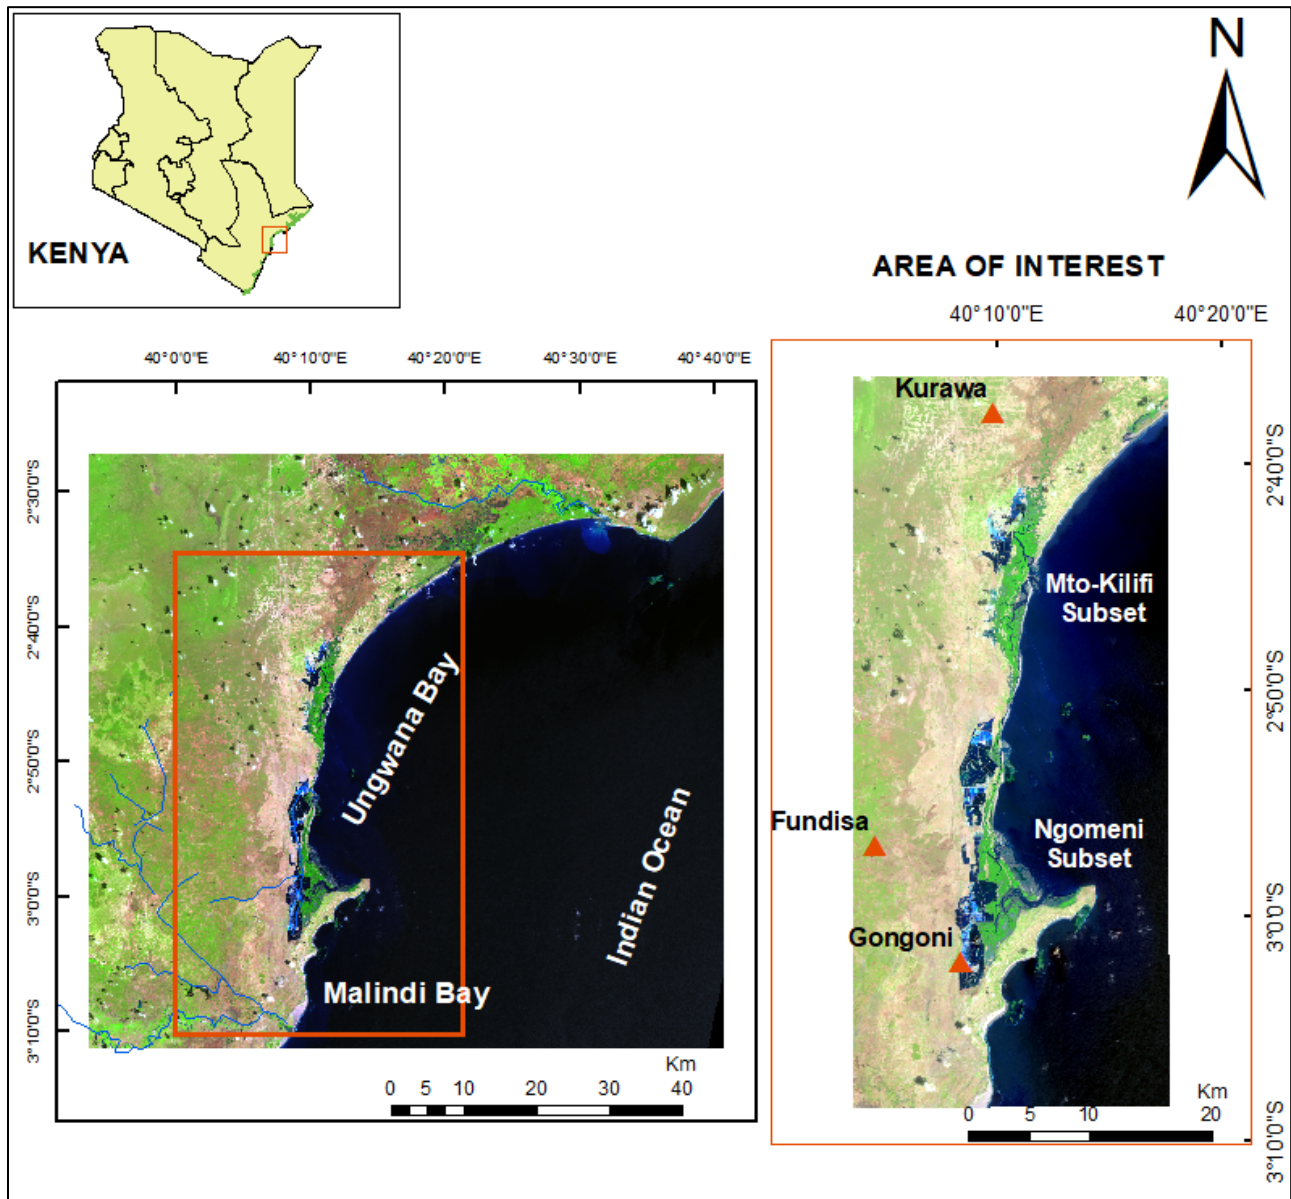 KENYA
N
AREA OF INTEREST
40°0'0"E
40°10'0"E
40°20'0"E
40°30'0"E
40°40'0"E
2°30'0"S
2°40'0"S
2°50'0"S
3°0'0"S
3°10'0"S
Ungwana Bay
Indian Ocean
Malindi Bay
Km
0 5 10 20 30 40
40°10'0"E
40°20'0"E
Kurawa
Mto-Kilifi
Subset
Fundisa
Ngomeni
Subset
Gongoni
2°40'0"S
2°50'0"S
3°0'0"S
3°10'0"S
Km
0 5 10 20